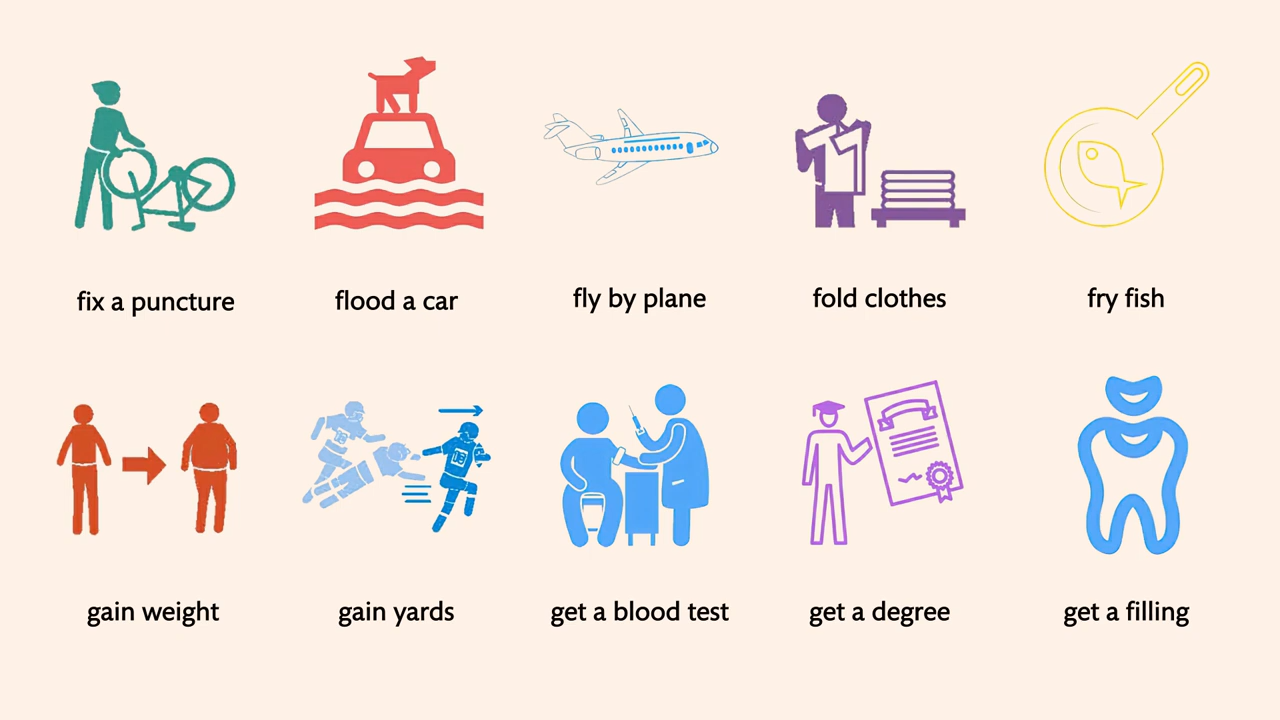 fix a puncture
flood a car
fly by plane
fold clothes
fry fish
gain weight
gain yards
get a blood test
get a degree
get a filling